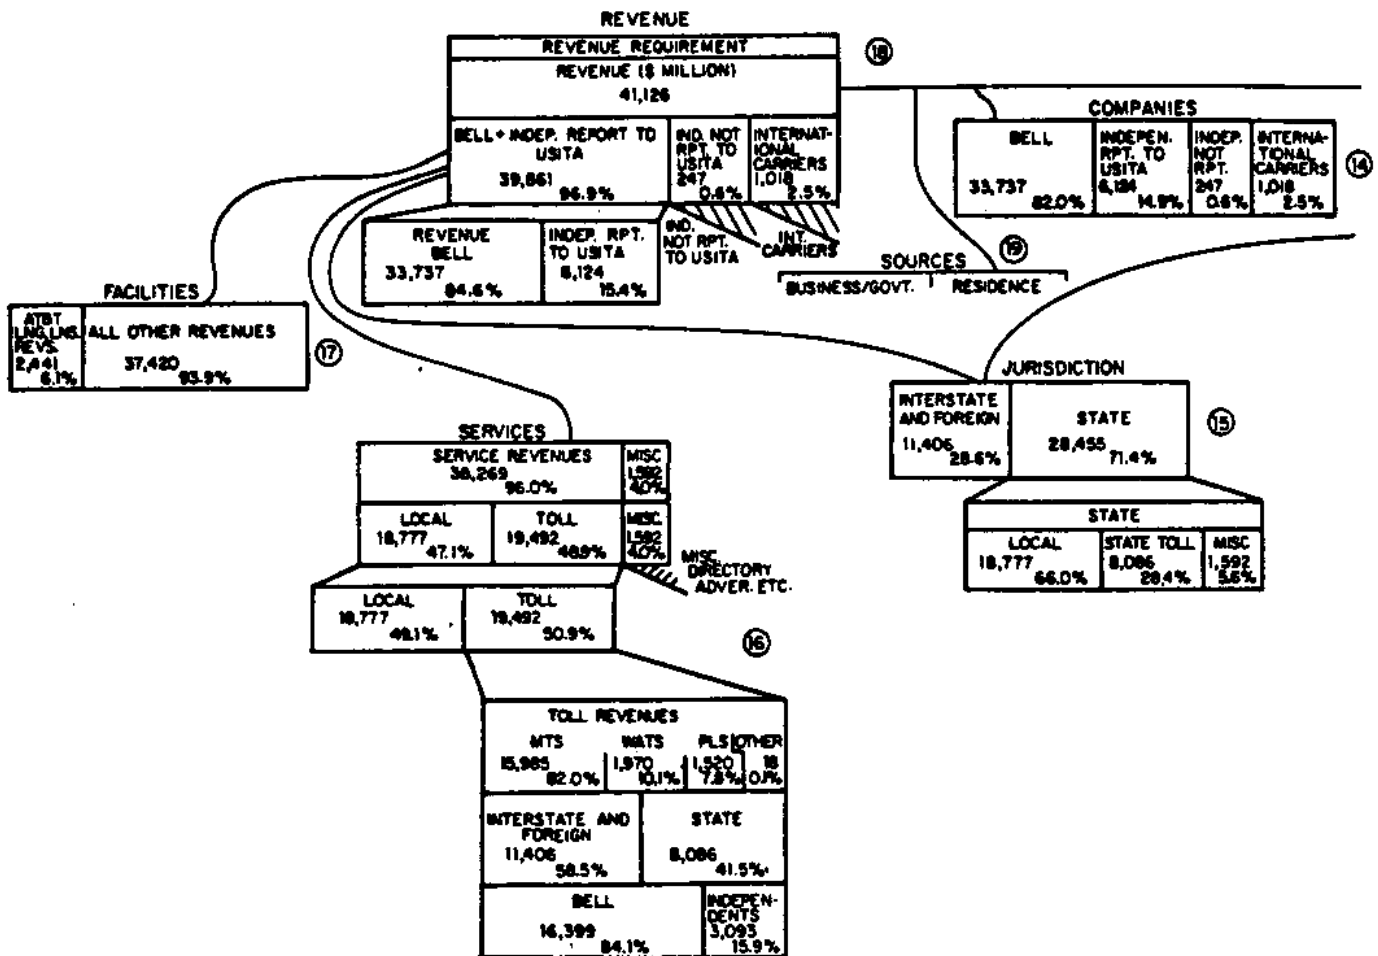 REVENUE
REVENUE REQUIREMENT
REVENUE ($ MILLION)
41,126
18
BELL + INDEP. REPORT TO
USITA
39,861
96.9%
IND. NOT
RPT. TO
USITA
247
0.6%
INTERNAT-
IONAL
CARRIERS
1,018
2.5%
COMPANIES
BELL
33,737
82.0%
INDEPEN.
RPT. TO
USITA
6,124
14.9%
INDEP.
NOT
RPT.
247
0.6%
INTERNA-
TIONAL
CARRIERS
1,018
2.5%
14
REVENUE
BELL
33,737
84.6%
INDEP. RPT.
TO USITA
6,124
15.4%
IND.
NOT RPT.
TO USITA
INT.
CARRIERS
SOURCES
19
BUSINESS/GOVT.
RESIDENCE
FACILITIES
AT&T
LNG. LNS.
REVS.
2,441
6.1%
ALL OTHER REVENUES
37,420
93.9%
17
JURISDICTION
INTERSTATE
AND FOREIGN
11,406
28.6%
STATE
28,455
71.4%
15
SERVICES
SERVICE REVENUES
38,269
96.0%
MISC
1,592
4.0%
LOCAL
18,777
47.1%
TOLL
19,492
48.9%
MISC.
1,592
4.0%
MISC.
DIRECTORY
ADVER. ETC.
STATE
LOCAL
18,777
66.0%
STATE TOLL
8,086
28.4%
MISC
1,592
5.6%
LOCAL
18,777
49.1%
TOLL
19,492
50.9%
16
TOLL REVENUES
MTS
15,985
82.0%
WATS
1,970
10.1%
PLS
1,520
7.8%
OTHER
18
0.1%
INTERSTATE AND
FOREIGN
11,406
58.5%
STATE
8,086
41.5%
BELL
16,399
84.1%
INDEPEN-
DENTS
3,093
15.9%